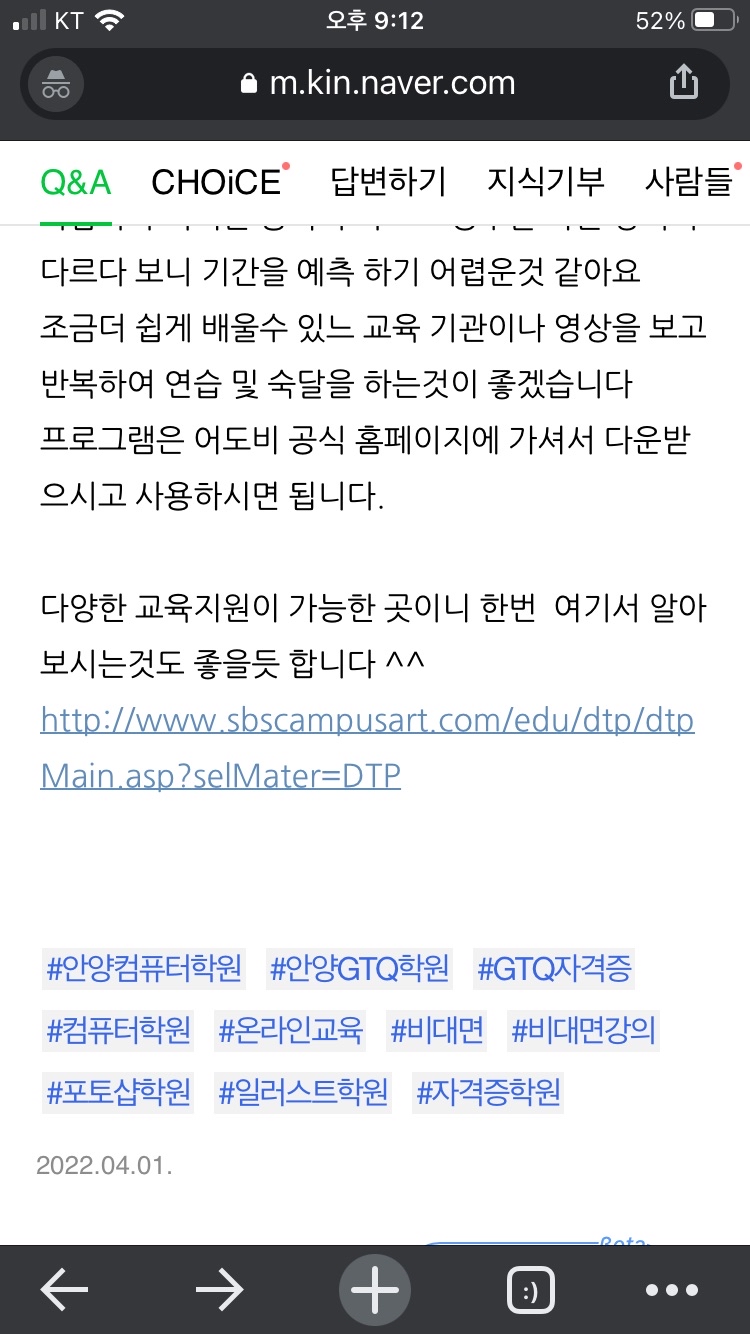 KT 오후 9:12 52%
m.kin.naver.com
Q&A CHOiCE 답변하기 지식기부 사람들
다르다 보니 기간을 예측 하기 어렵운것 같아요
조금더 쉽게 배울수 있느 교육 기관이나 영상을 보고
반복하여 연습 및 숙달을 하는것이 좋겠습니다
프로그램은 어도비 공식 홈페이지에 가셔서 다운받
으시고 사용하시면 됩니다.
다양한 교육지원이 가능한 곳이니 한번  여기서 알아
보시는것도 좋을듯 합니다 ^^
http://www.sbscampusart.com/edu/dtp/dtp
Main.asp?selMater=DTP
#안양컴퓨터학원 #안양GTQ학원 #GTQ자격증
#컴퓨터학원 #온라인교육 #비대면 #비대면강의
#포토샵학원 #일러스트학원 #자격증학원
2022.04.01.
Beta
:)